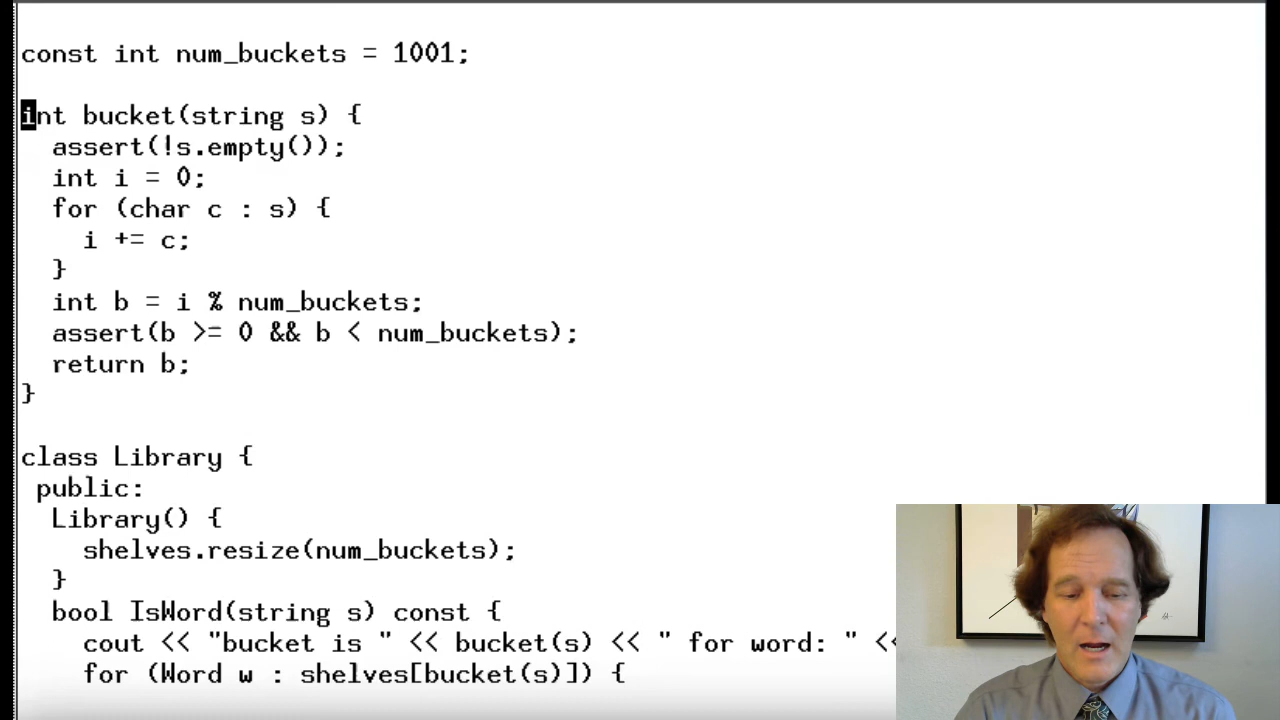 const int num_buckets = 1001;
int bucket(string s) {
assert(!s.empty());
int i = 0;
for (char c : s) {
i += c;
}
int b = i % num_buckets;
assert(b >= 0 && b < num_buckets);
return b;
}
class Library {
public:
Library() {
shelves.resize(num_buckets);
}
bool IsWord(string s) const {
cout << "bucket is " << bucket(s) << " for word: " <<
for (Word w : shelves[bucket(s)]) {